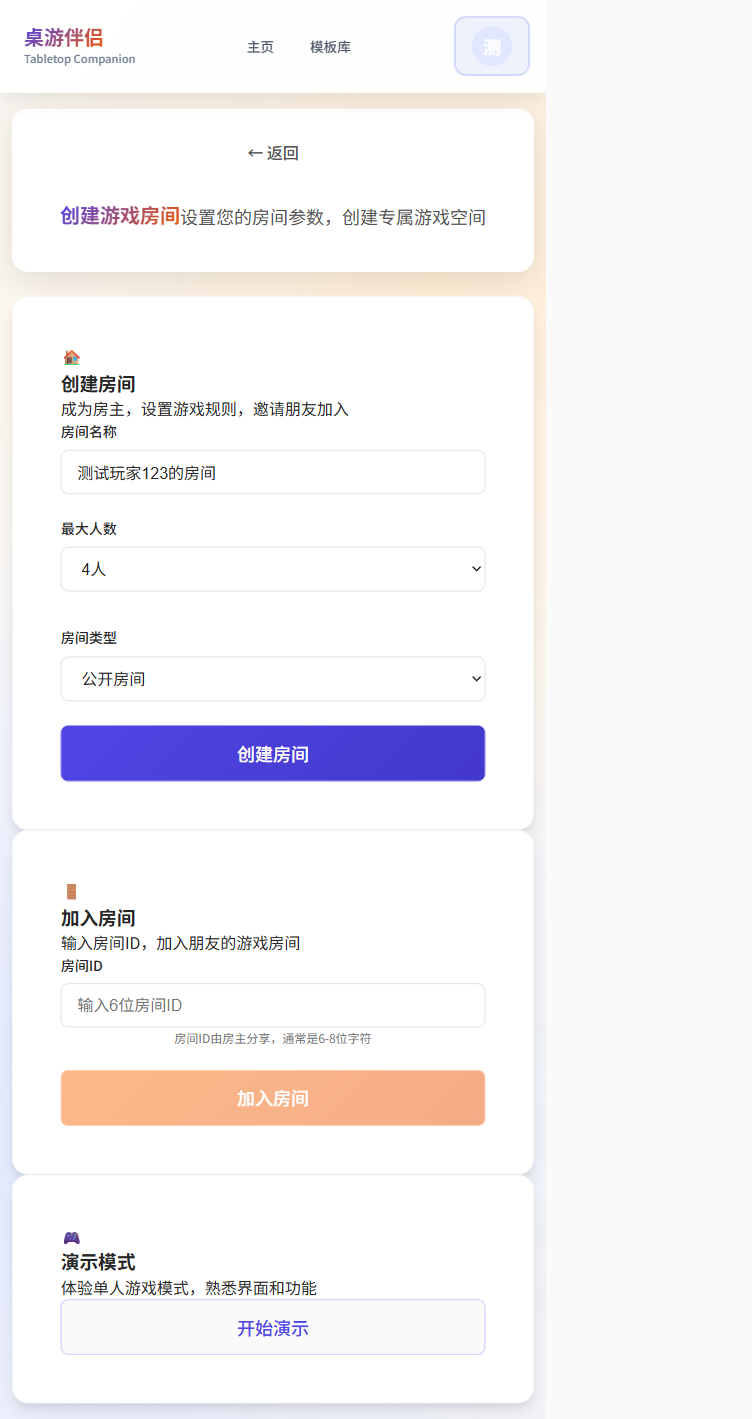 桌游伴侣
Tabletop Companion
主页
模板库
测
← 返回
创建游戏房间设置您的房间参数，创建专属游戏空间
创建房间
成为房主，设置游戏规则，邀请朋友加入
房间名称
测试玩家123的房间
最大人数
4人
房间类型
公开房间
创建房间
加入房间
输入房间ID，加入朋友的游戏房间
房间ID
输入6位房间ID
房间ID由房主分享，通常是6-8位字符
加入房间
演示模式
体验单人游戏模式，熟悉界面和功能
开始演示